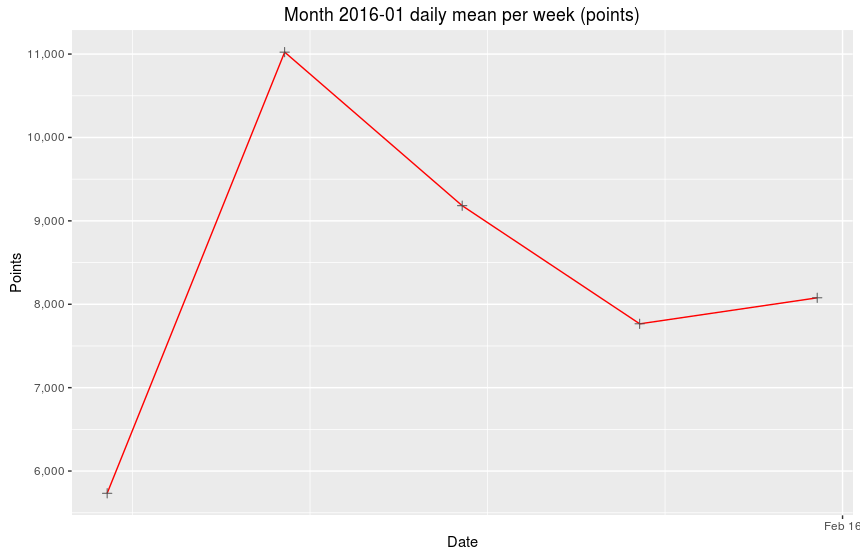 Month 2016-01 daily mean per week (points)
11,000
10,000
9,000
8,000
7,000
6,000
Points
Feb 16
Date